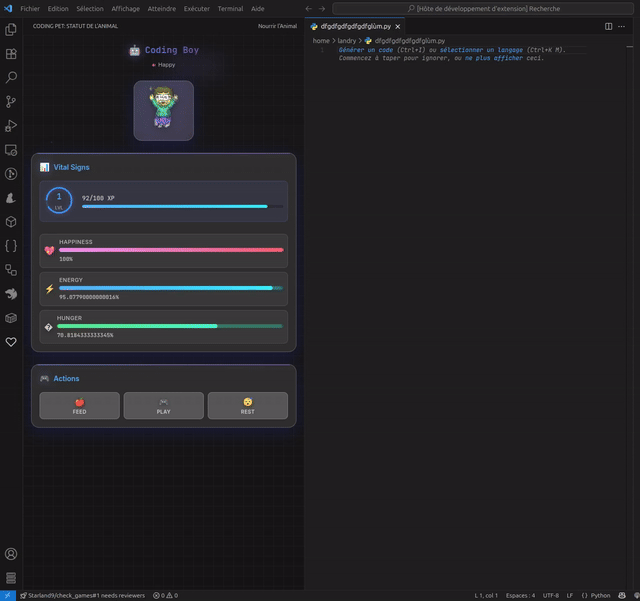 Fichier Edition Sélection Affichage Atteindre Exécuter Terminal Aide
[Hôte de développement d'extension] Recherche
CODING PET: STATUT DE L'ANIMAL
Nourrir l'Animal
Coding Boy
Happy
Vital Signs
1
LVL
92/100 XP
HAPPINESS
100%
ENERGY
95.87790000000016%
HUNGER
70.81843333333345%
Actions
FEED
PLAY
REST
dfgdfgdfgdfgdfglùm.py
home > landry > dfgdfgdfgdfgdfglùm.py
1
Générer un code (Ctrl+I) ou sélectionner un langage (Ctrl+K M).
Commencez à taper pour ignorer, ou ne plus afficher ceci.
Starland9/check_games#1 needs reviewers
0
0
L 1, col 1
Espaces : 4
UTF-8
LF
Python